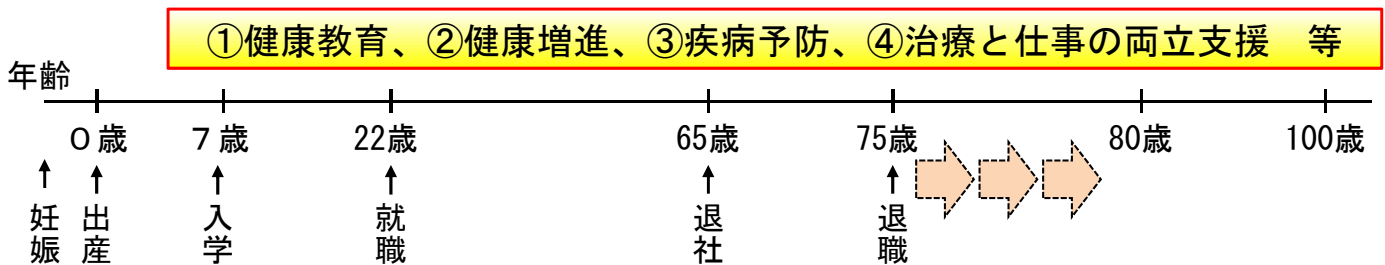 ①健康教育、②健康増進、③疾病予防、④治療と仕事の両立支援　等
年齢
０歳
７歳
22歳
65歳
75歳
80歳
100歳
妊娠
出産
入学
就職
退社
退職